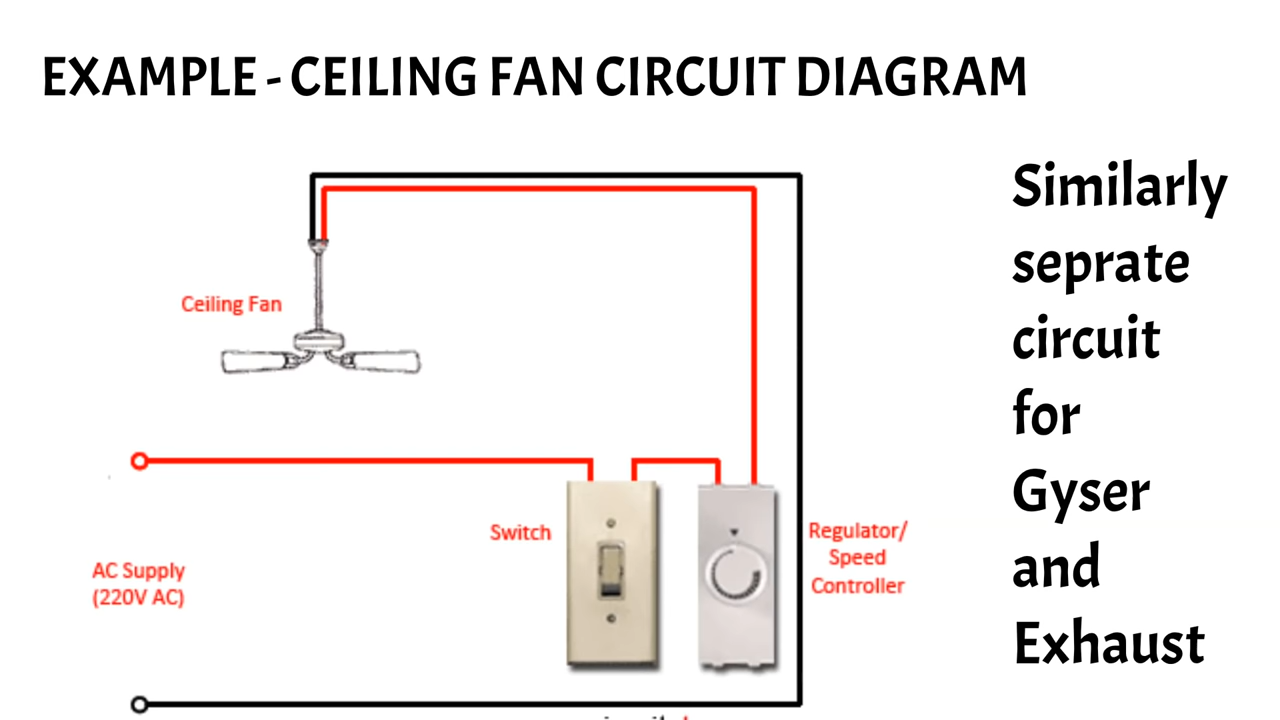 EXAMPLE - CEILING FAN CIRCUIT DIAGRAM
Similarly
seprate
circuit
for
Gyser
and
Exhaust
Ceiling Fan
Switch
Regulator/
Speed
Controller
AC Supply
(220V AC)